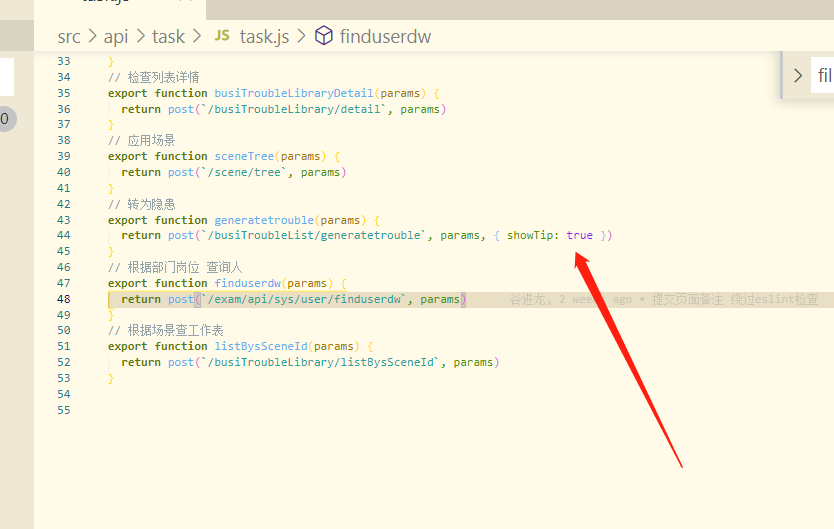 src > api > task > JS task.js > finduserdw
fil
0
33 }
34 // 检查列表详情
35 export function busiTroubleLibraryDetail(params) {
36 return post(`/busiTroubleLibrary/detail`, params)
37 }
38 // 应用场景
39 export function sceneTree(params) {
40 return post(`/scene/tree`, params)
41 }
42 // 转为隐患
43 export function generatetrouble(params) {
44 return post(`/busiTroubleList/generatetrouble`, params, { showTip: true })
45 }
46 // 根据部门岗位 查询人
47 export function finduserdw(params) {
48 return post(`/exam/api/sys/user/finduserdw`, params) 谷进龙, 2 weeks ago • 提交页面备注 绕过eslint检查
49 }
50 // 根据场景查工作表
51 export function listBysSceneId(params) {
52 return post(`/busiTroubleLibrary/listBysSceneId`, params)
53 }
54
55